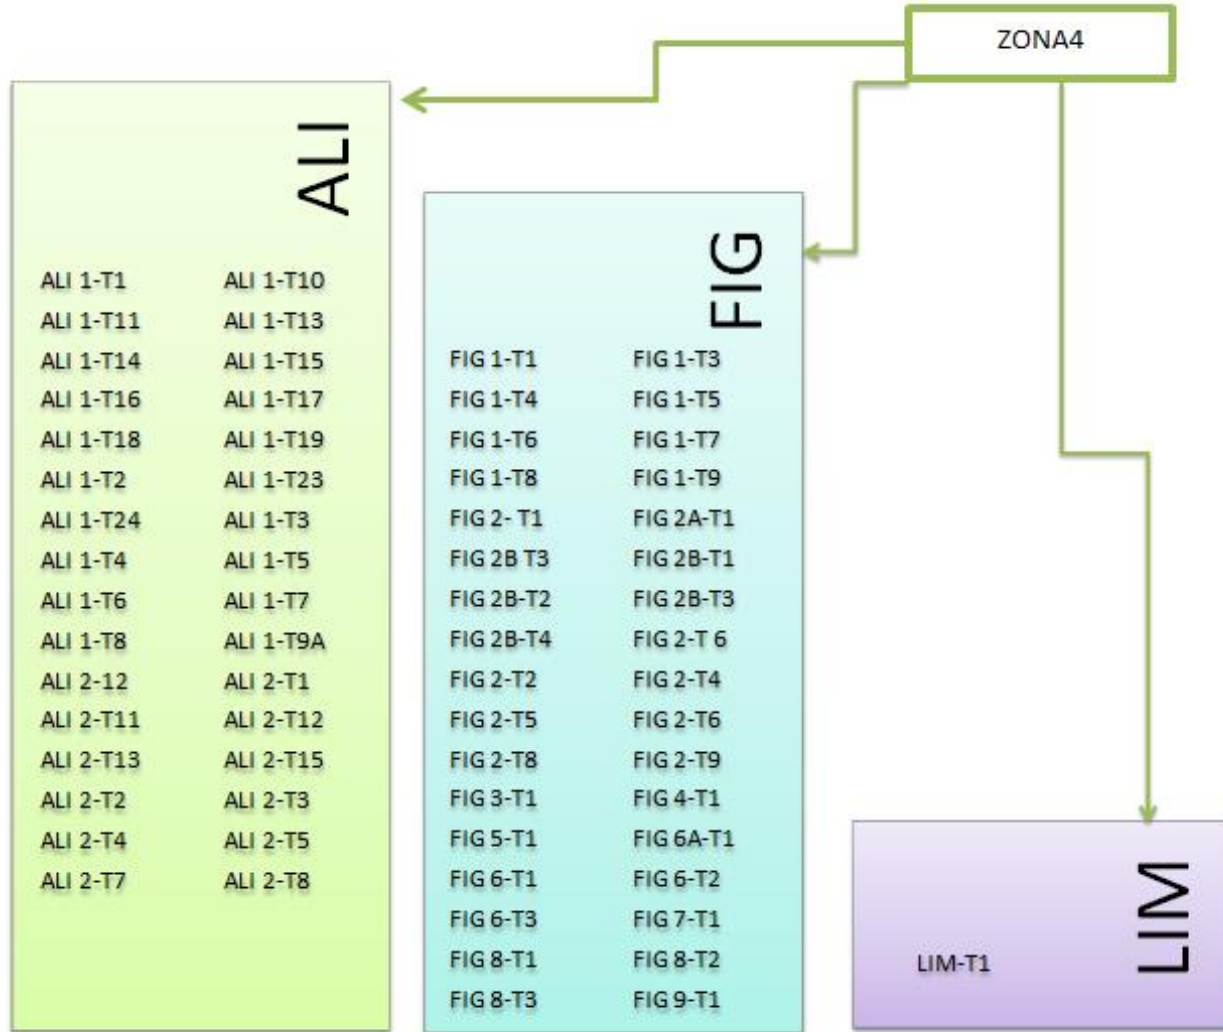 ZONA4
ALI
ALI 1-T1 ALI 1-T10
ALI 1-T11 ALI 1-T13
ALI 1-T14 ALI 1-T15
ALI 1-T16 ALI 1-T17
ALI 1-T18 ALI 1-T19
ALI 1-T2 ALI 1-T23
ALI 1-T24 ALI 1-T3
ALI 1-T4 ALI 1-T5
ALI 1-T6 ALI 1-T7
ALI 1-T8 ALI 1-T9A
ALI 2-12 ALI 2-T1
ALI 2-T11 ALI 2-T12
ALI 2-T13 ALI 2-T15
ALI 2-T2 ALI 2-T3
ALI 2-T4 ALI 2-T5
ALI 2-T7 ALI 2-T8
FIG
FIG 1-T1 FIG 1-T3
FIG 1-T4 FIG 1-T5
FIG 1-T6 FIG 1-T7
FIG 1-T8 FIG 1-T9
FIG 2- T1 FIG 2A-T1
FIG 2B T3 FIG 2B-T1
FIG 2B-T2 FIG 2B-T3
FIG 2B-T4 FIG 2-T 6
FIG 2-T2 FIG 2-T4
FIG 2-T5 FIG 2-T6
FIG 2-T8 FIG 2-T9
FIG 3-T1 FIG 4-T1
FIG 5-T1 FIG 6A-T1
FIG 6-T1 FIG 6-T2
FIG 6-T3 FIG 7-T1
FIG 8-T1 FIG 8-T2
FIG 8-T3 FIG 9-T1
LIM
LIM-T1